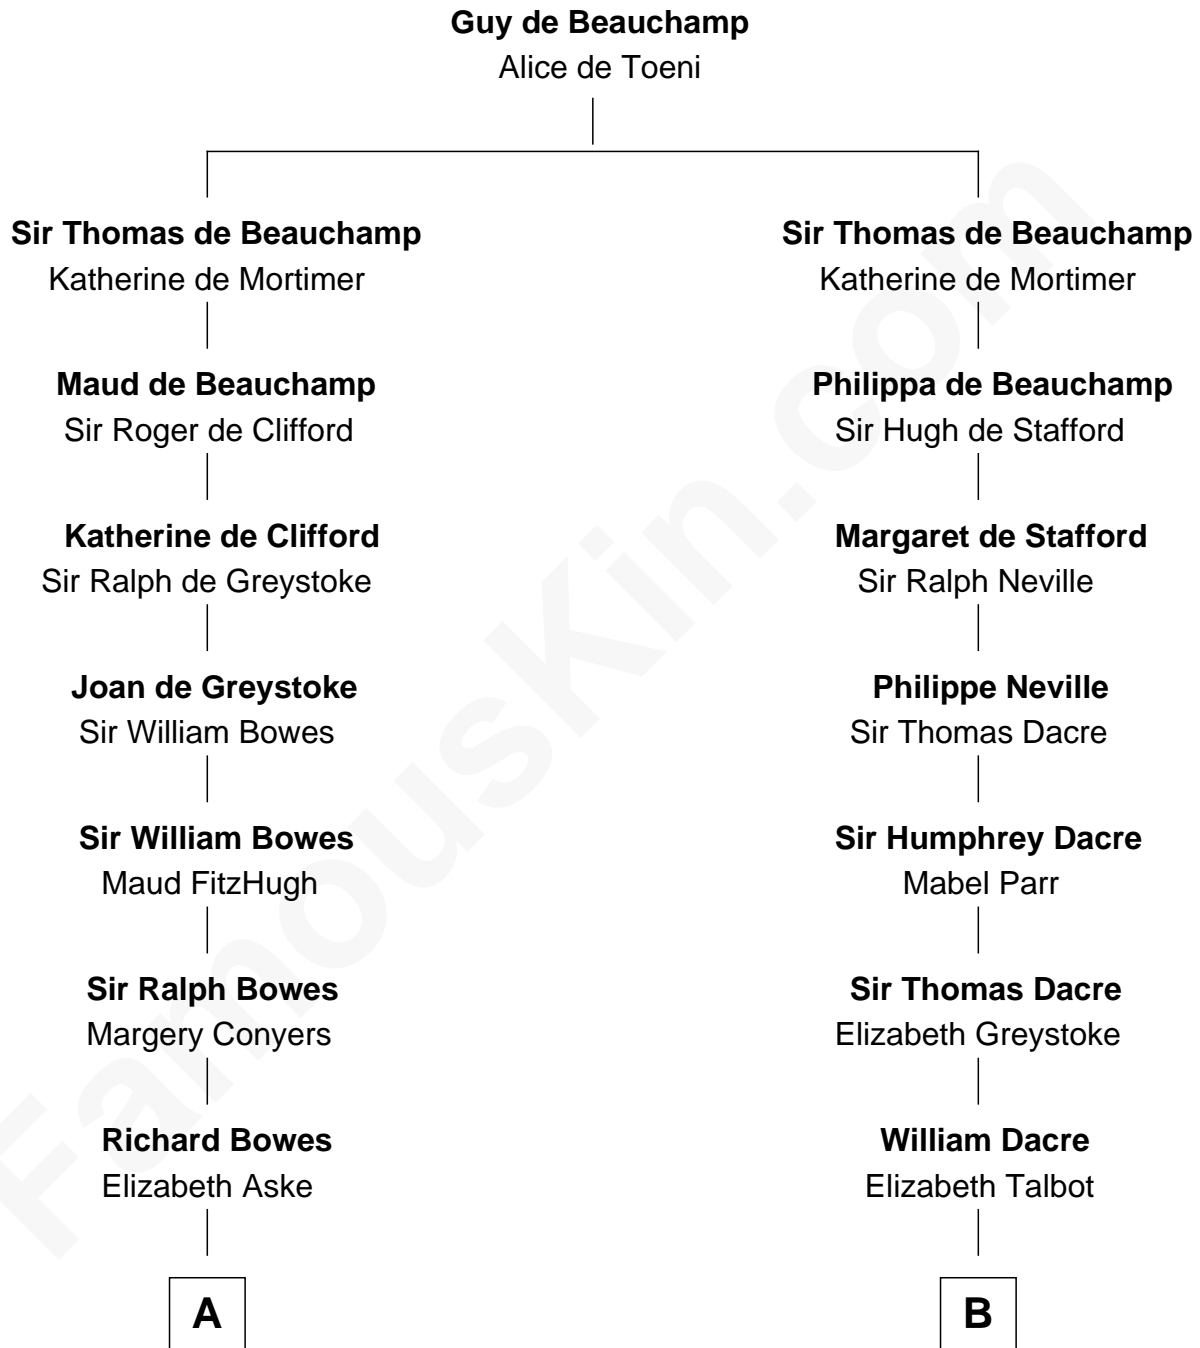 Guy de Beauchamp
Alice de Toeni
Sir Thomas de Beauchamp
Katherine de Mortimer
Sir Thomas de Beauchamp
Katherine de Mortimer
Maud de Beauchamp
Sir Roger de Clifford
Philippa de Beauchamp
Sir Hugh de Stafford
Katherine de Clifford
Sir Ralph de Greystoke
Margaret de Stafford
Sir Ralph Neville
Joan de Greystoke
Sir William Bowes
Philippe Neville
Sir Thomas Dacre
Sir William Bowes
Maud FitzHugh
Sir Humphrey Dacre
Mabel Parr
Sir Ralph Bowes
Margery Conyers
Sir Thomas Dacre
Elizabeth Greystoke
Richard Bowes
Elizabeth Aske
William Dacre
Elizabeth Talbot
A
B
FamousKin.com